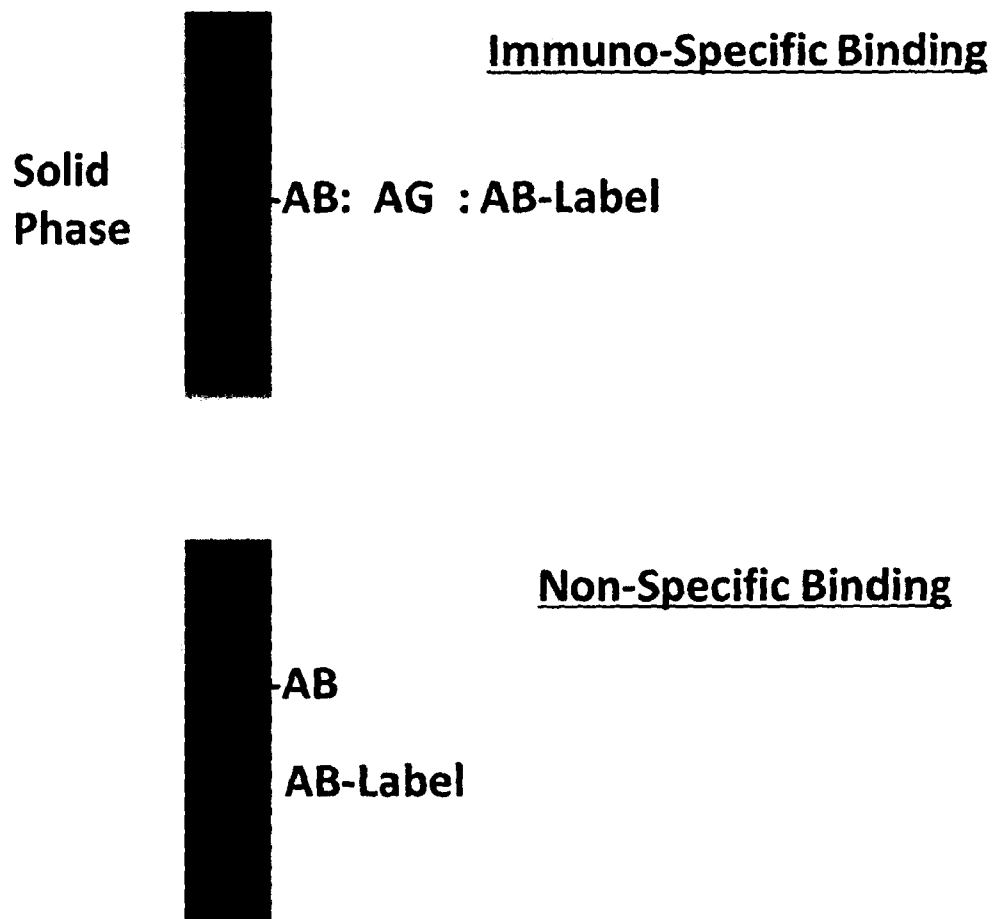 Immuno-Specific Binding
Solid
Phase
-AB: AG : AB-Label
Non-Specific Binding
-AB
AB-Label